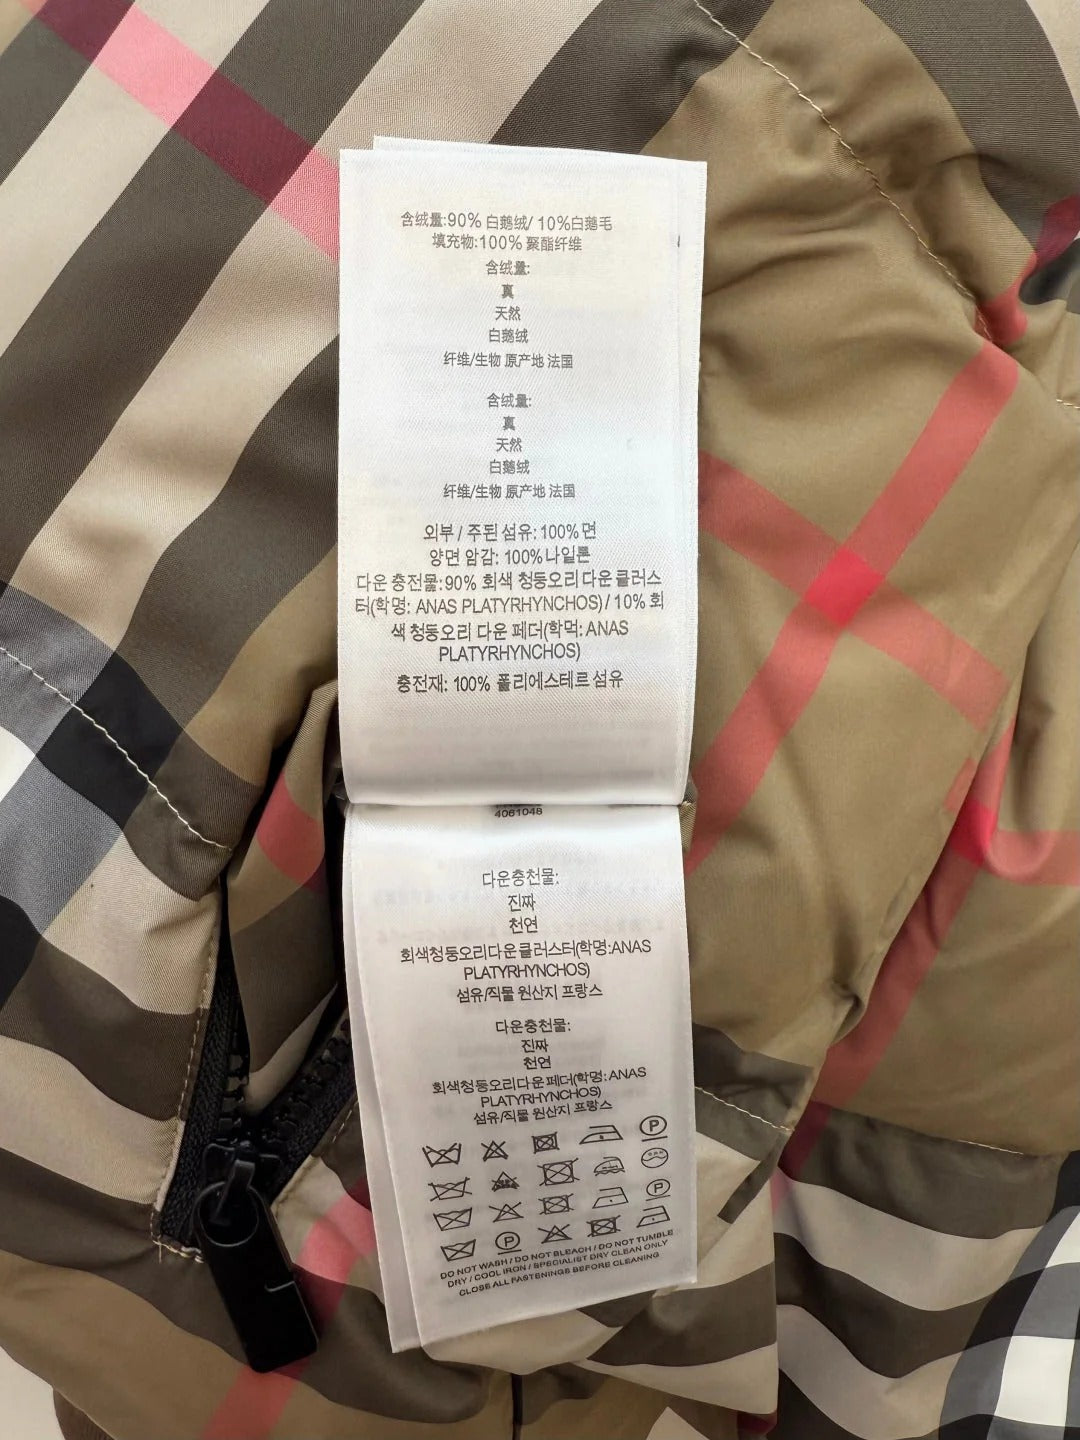 含绒量:90% 白鹅绒/ 10%白鹅毛
填充物:100% 聚酯纤维
含绒量:
真
天然
白鹅绒
纤维/生物 原产地 法国
含绒量:
真
天然
白鹅绒
纤维/生物 原产地 法国
외부 / 주된 섬유: 100% 면
양면 암감: 100% 나일론
다운 충전물:90% 회색 청둥오리 다운 클러스
터(학명: ANAS PLATYRHYNCHOS) / 10% 회
색 청둥오리 다운 페더(학먹: ANAS
PLATYRHYNCHOS)
충전재: 100% 폴리에스테르 섬유
4061048
다운충천물:
진짜
천연
회색청둥오리다운클러스터(학명:ANAS
PLATYRHYNCHOS)
섬유/직물 원산지 프랑스
다운충천물:
진짜
천연
회색청둥오리다운페더(학명: ANAS
PLATYRHYNCHOS)
섬유/직물 원산지 프랑스
P
P
P
DO NOT WASH / DO NOT BLEACH / DO NOT TUMBLE
DRY / COOL IRON / SPECIALIST DRY CLEAN ONLY
CLOSE ALL FASTENINGS BEFORE CLEANING